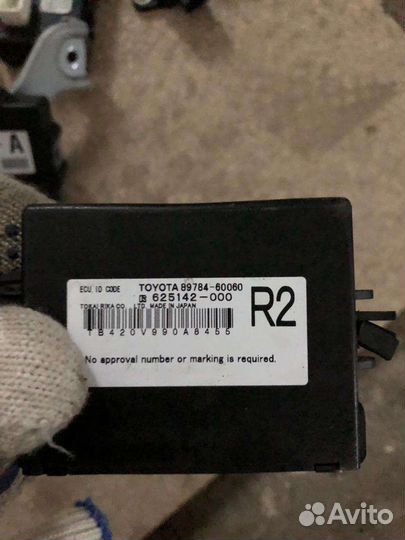 A
ECU ID CODE TOYOTA 89784-60060
625142-000
TOKAI RIKA CO., LTD. MADE IN JAPAN
R2
TB420V990A8455
No approval number or marking is required.
Avito